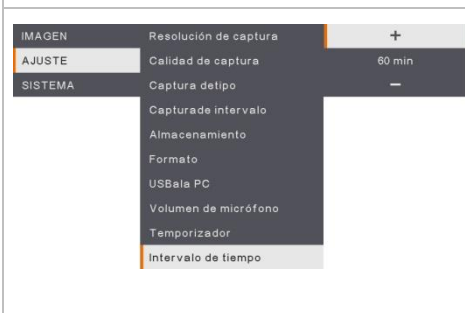 IMAGEN Resolución de captura +
AJUSTE Calidad de captura 60 min
SISTEMA Captura detipo −
Capturade intervalo
Almacenamiento
Formato
USBala PC
Volumen de micrófono
Temporizador
Intervalo de tiempo